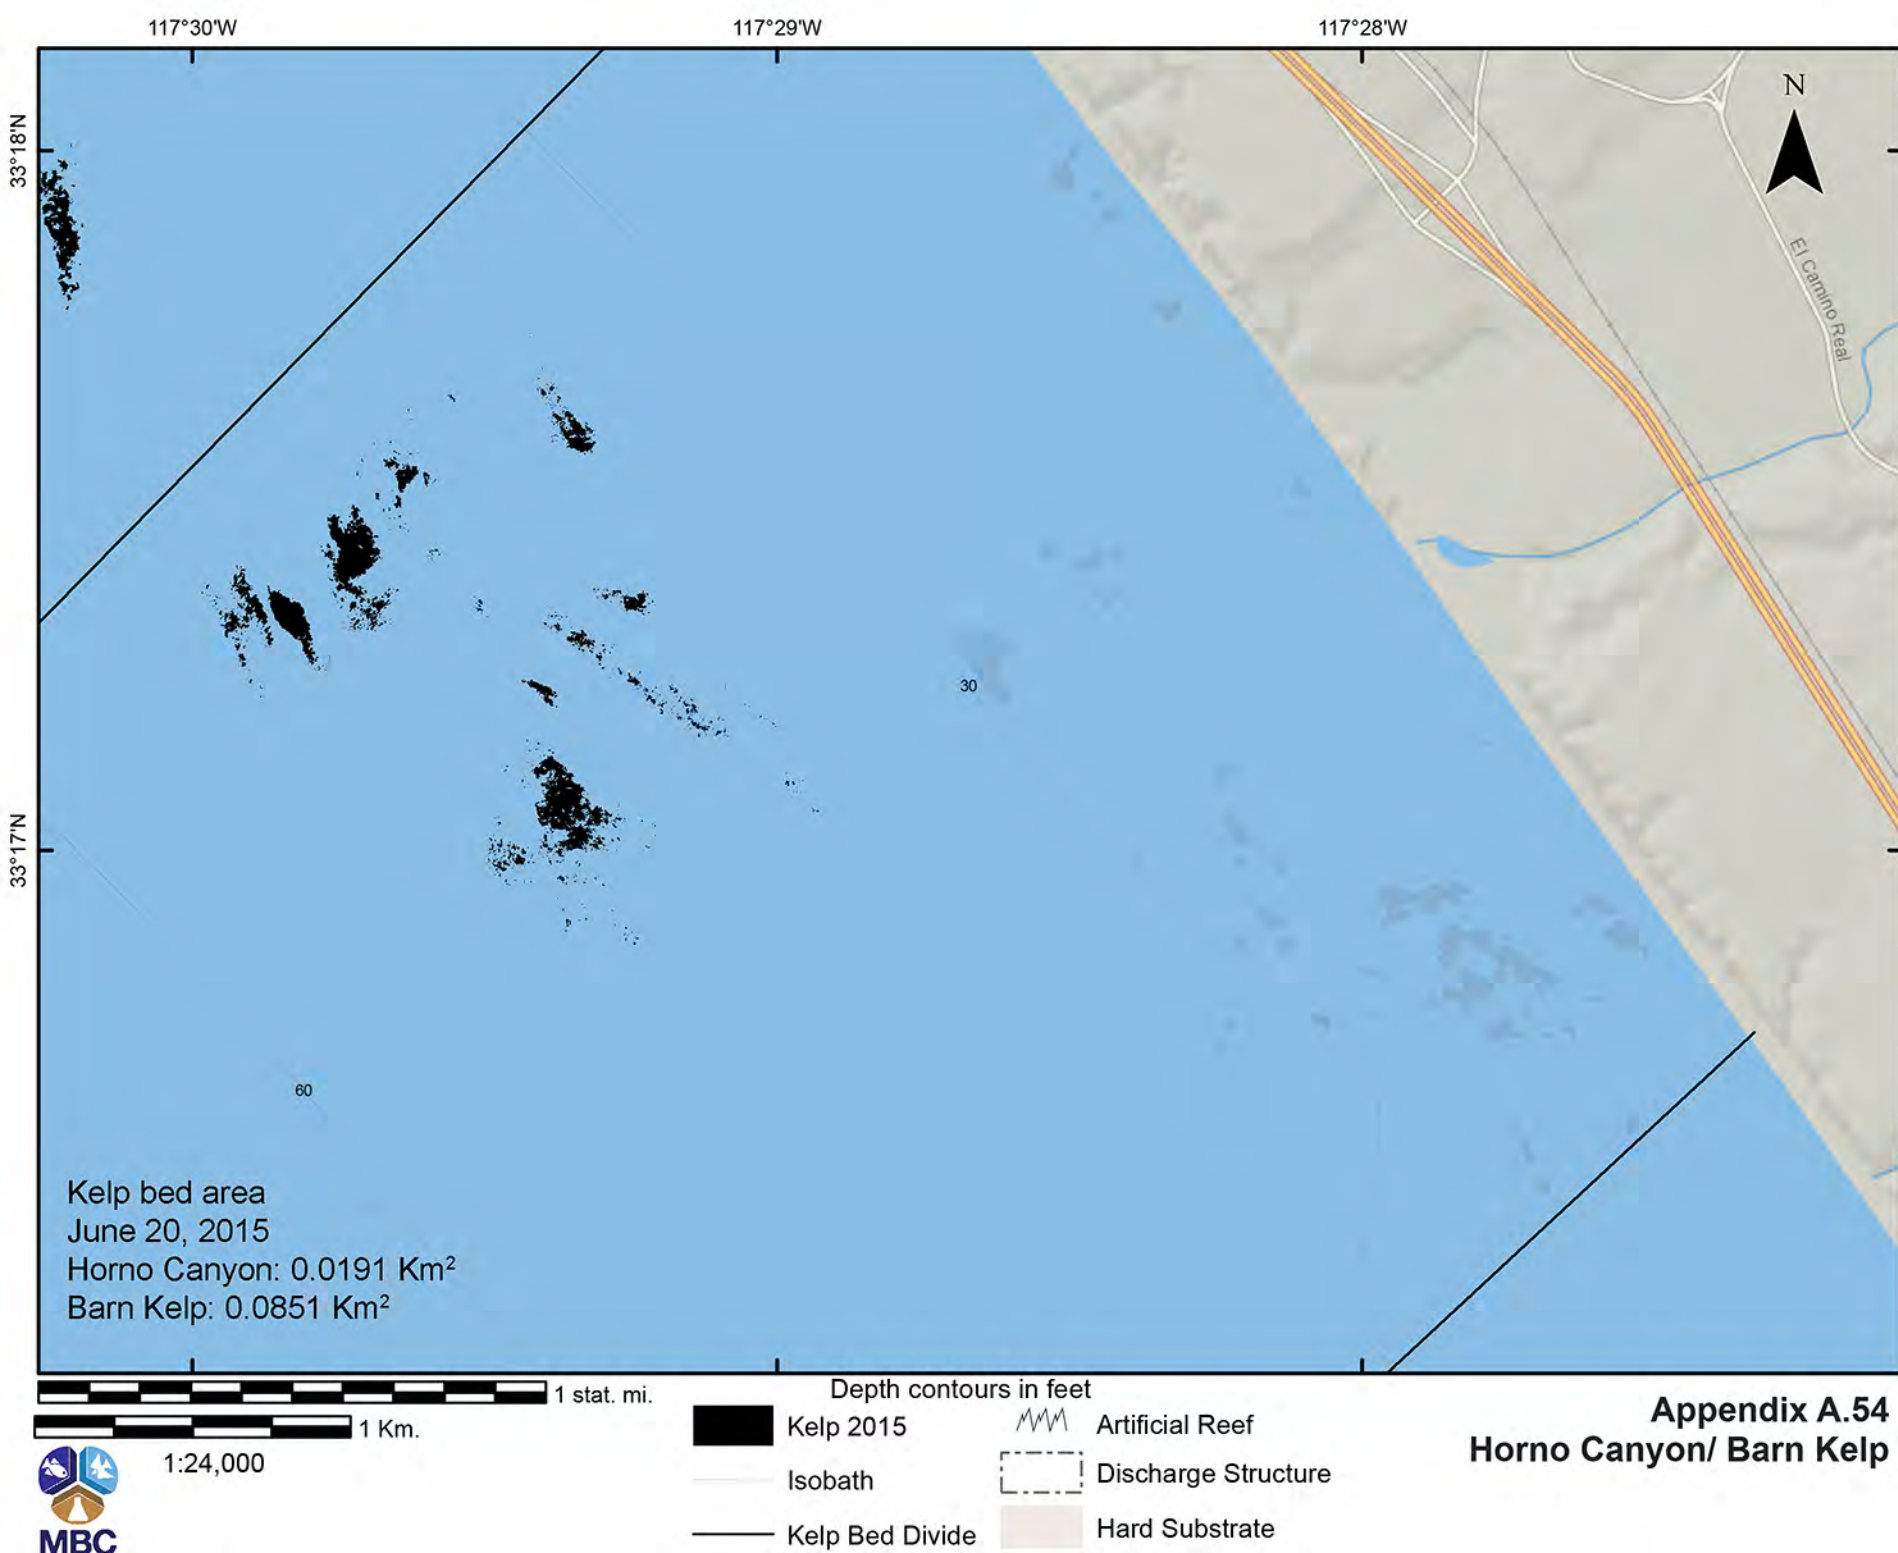 117°30'W
117°29'W
117°28'W
33°18'N
N
El Camino Real
30
33°17'N
60
Kelp bed area
June 20, 2015
Horno Canyon: 0.0191 Km²
Barn Kelp: 0.0851 Km²
1 stat. mi.
1 Km.
1:24,000
MBC
Depth contours in feet
Kelp 2015
Isobath
Kelp Bed Divide
Artificial Reef
Discharge Structure
Hard Substrate
Appendix A.54
Horno Canyon/ Barn Kelp